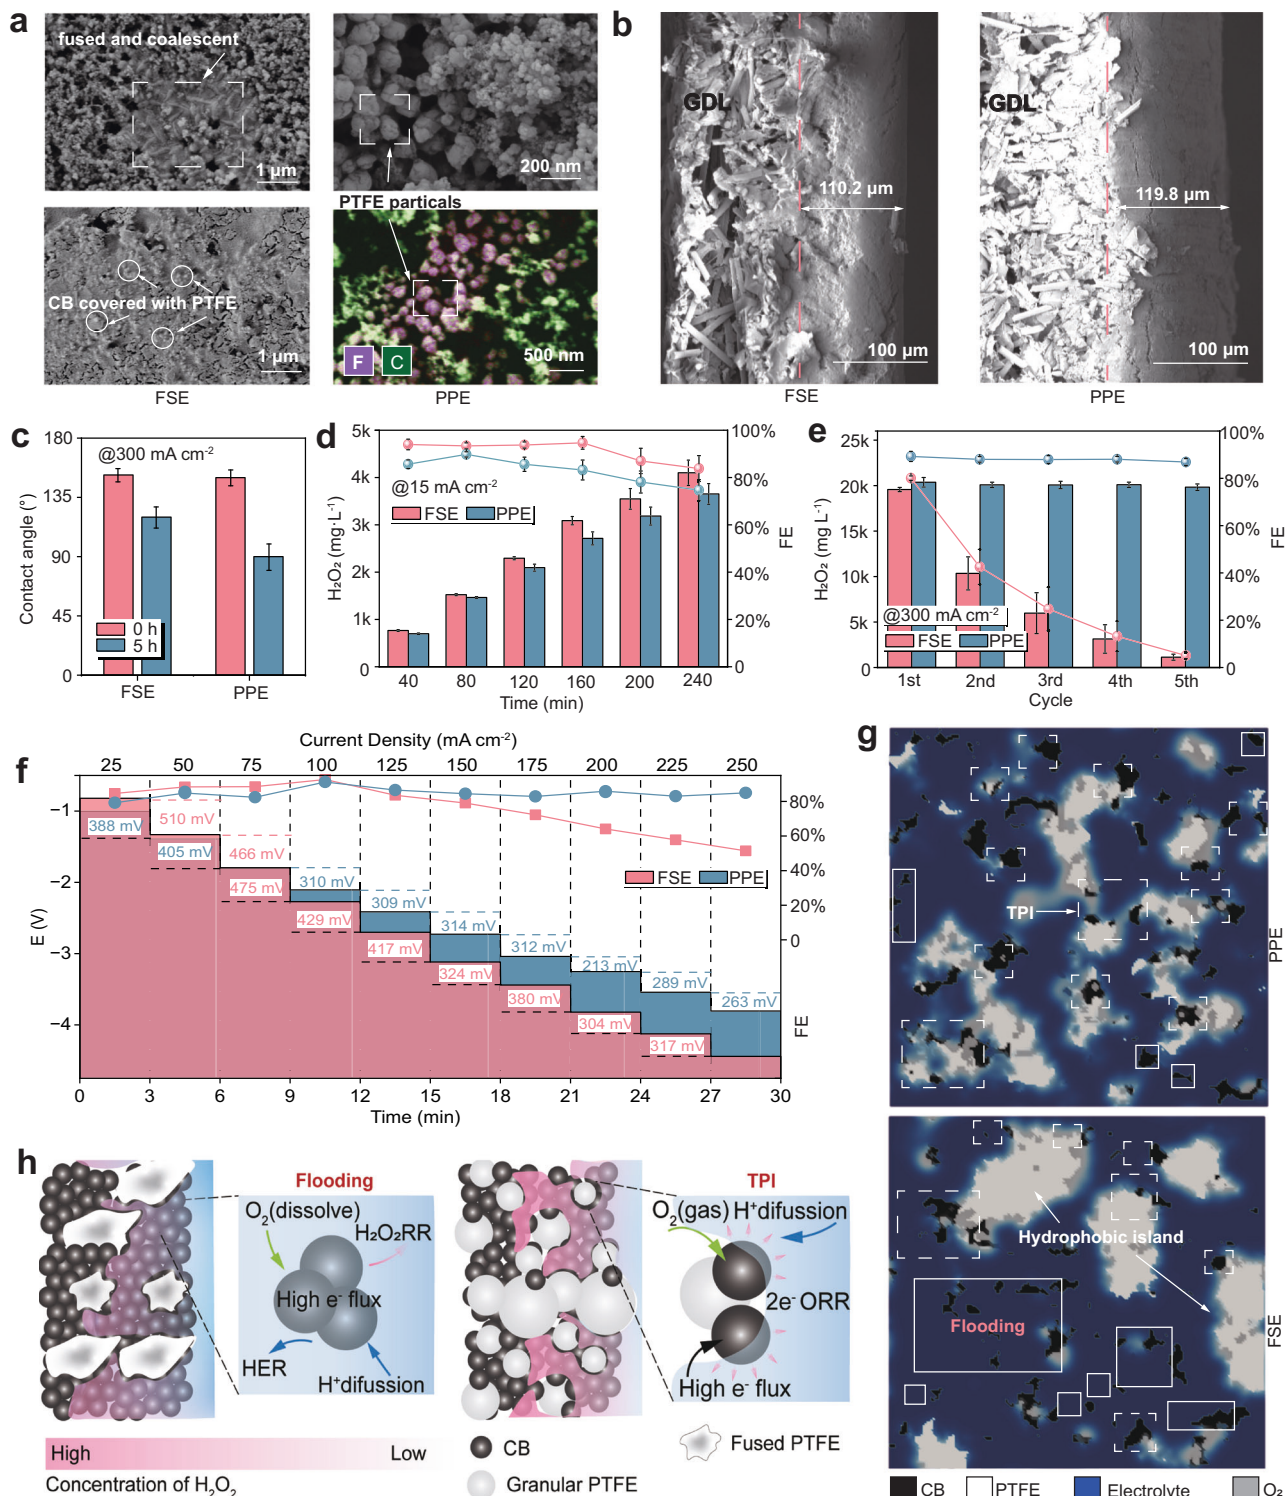 a
fused and coalescent
1 µm
200 nm
PTFE particals
CB covered with PTFE
1 µm
F
C
500 nm
FSE
PPE
b
GDL
110.2 µm
100 µm
FSE
GDL
119.8 µm
100 µm
PPE
c
180
135
90
45
0
Contact angle (°)
@300 mA cm-2
0 h
5 h
FSE
PPE
d
5k
4k
3k
2k
1k
0
H₂O₂ (mg·L-1)
@15 mA cm-2
FSE
PPE
100%
80%
60%
40%
20%
0
FE
40
80
120
160
200
240
Time (min)
e
25k
20k
15k
10k
5k
0
H₂O₂ (mg L-1)
@300 mA cm-2
FSE
PPE
100%
80%
60%
40%
20%
0
FE
1st
2nd
3rd
4th
5th
Cycle
f
Current Density (mA cm-2)
25
50
75
100
125
150
175
200
225
250
−1
−2
−3
−4
E (V)
388 mV
510 mV
405 mV
466 mV
475 mV
310 mV
429 mV
309 mV
417 mV
314 mV
324 mV
312 mV
380 mV
213 mV
304 mV
289 mV
317 mV
263 mV
FSE
PPE
80%
60%
40%
20%
0
FE
0
3
6
9
12
15
18
21
24
27
30
Time (min)
g
TPI
PPE
Hydrophobic island
Flooding
FSE
CB
PTFE
Electrolyte
O₂
h
Flooding
O₂(dissolve)
H₂O₂RR
High e- flux
HER
H+difussion
TPI
O₂(gas)
H+difussion
2e- ORR
High e- flux
High
Low
Concentration of H₂O₂
CB
Granular PTFE
Fused PTFE